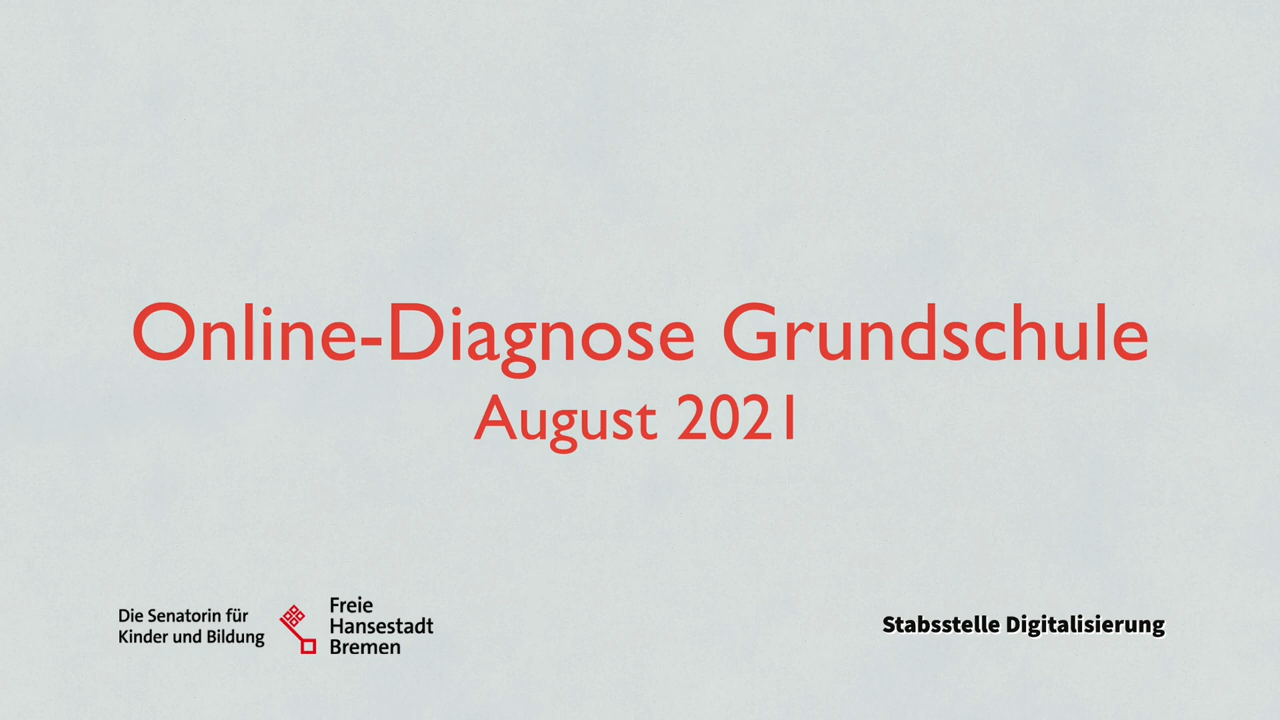 Online-Diagnose Grundschule
August 2021
Die Senatorin für
Kinder und Bildung
Freie
Hansestadt
Bremen
Stabsstelle Digitalisierung